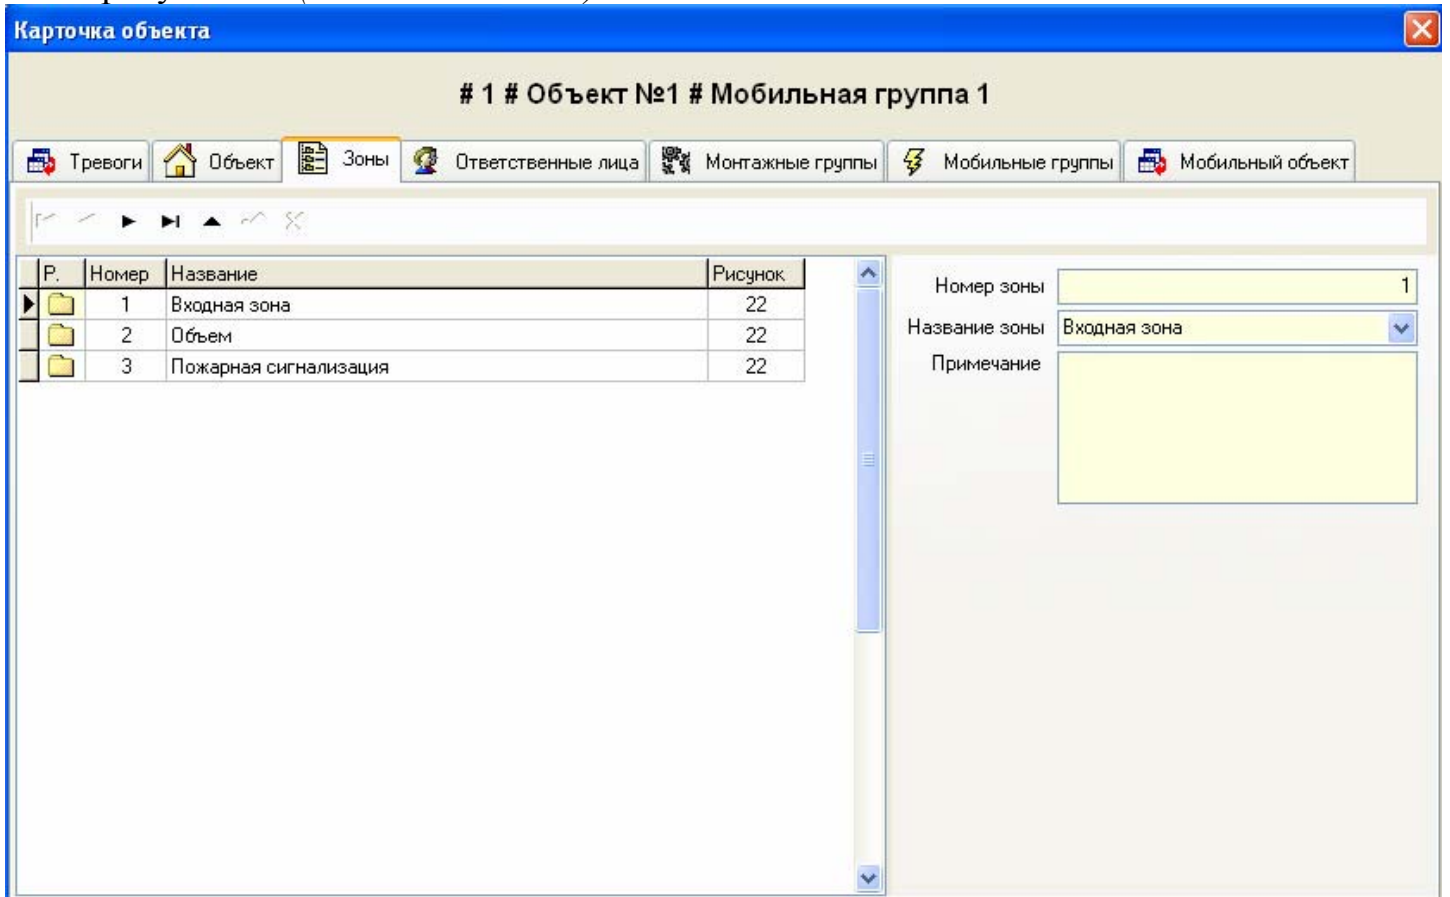 Карточка объекта
# 1 # Объект №1 # Мобильная группа 1
Тревоги Объект Зоны Ответственные лица Монтажные группы Мобильные группы Мобильный объект
Р. Номер Название Рисунок
1 Входная зона 22
2 Объем 22
3 Пожарная сигнализация 22
Номер зоны 1
Название зоны Входная зона
Примечание